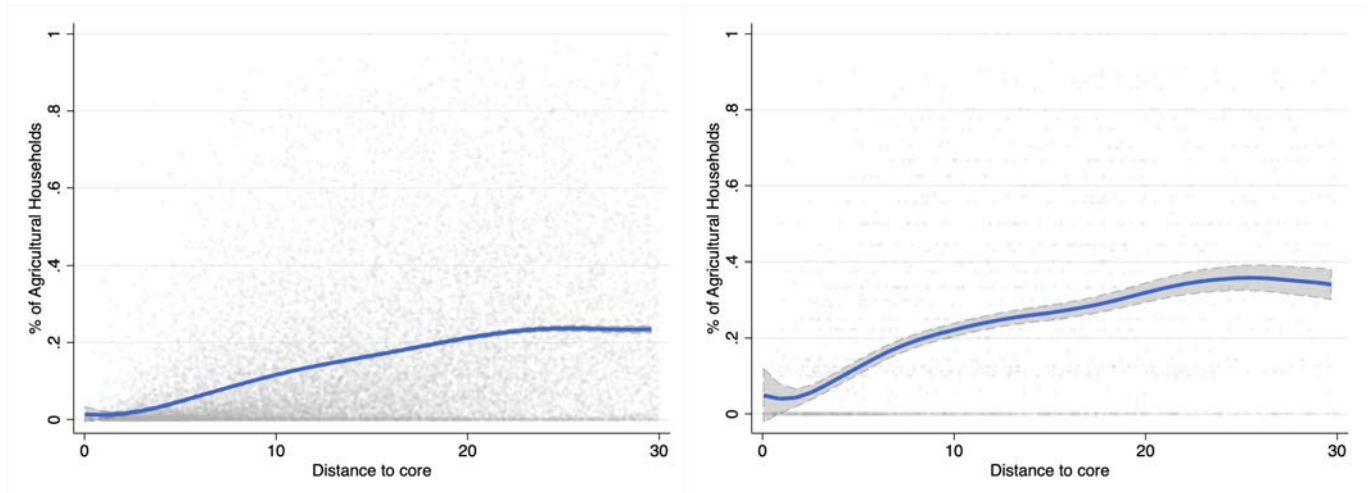 % of Agricultural Households
1
.8
.6
.4
.2
0
0 10 20 30
Distance to core
% of Agricultural Households
1
.8
.6
.4
.2
0
0 10 20 30
Distance to core